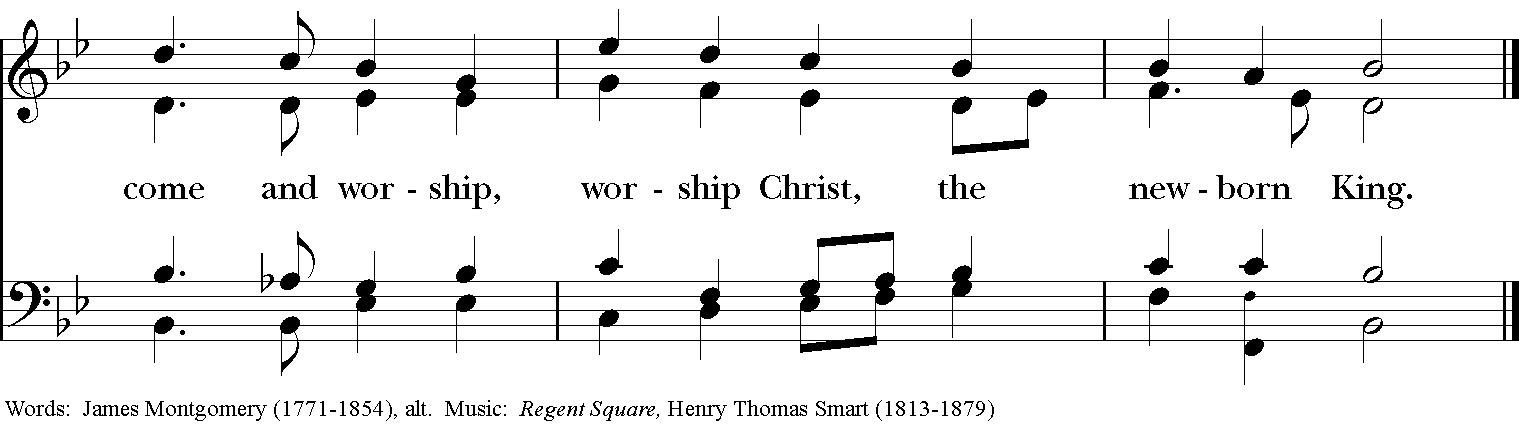 come and wor - ship, wor - ship Christ, the new - born King.
Words: James Montgomery (1771-1854), alt. Music: Regent Square, Henry Thomas Smart (1813-1879)